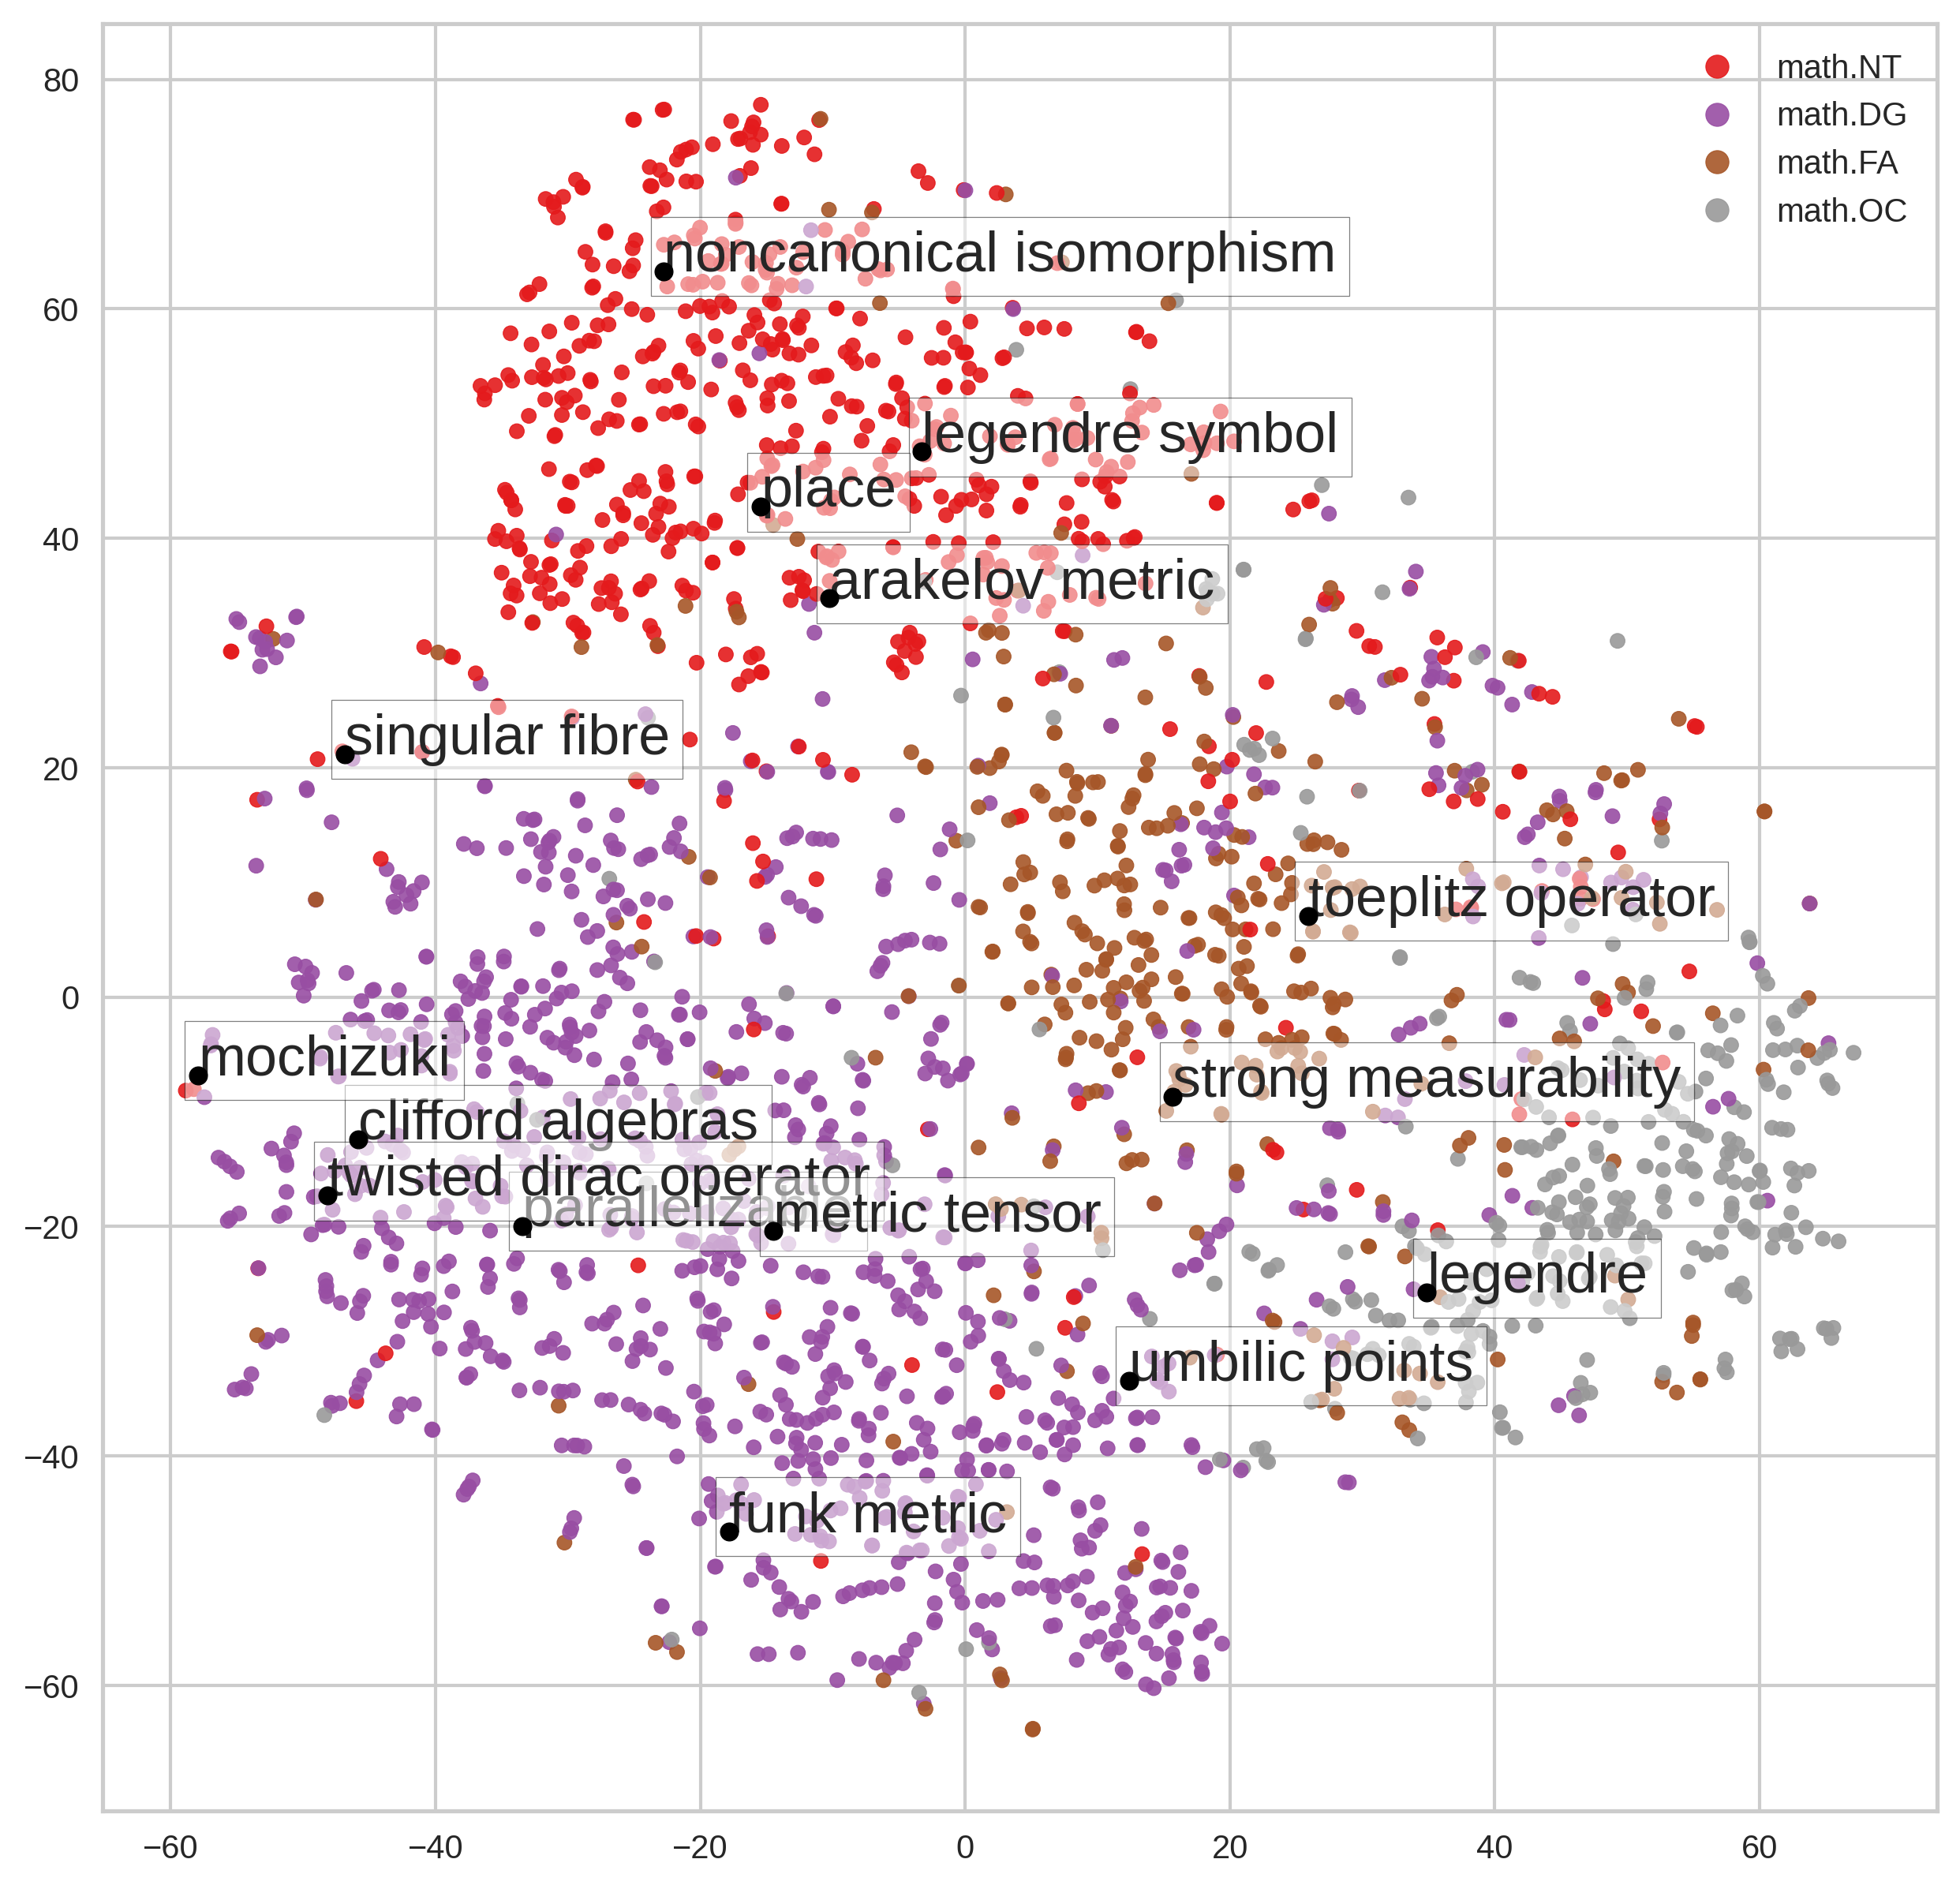 80
60
40
20
0
−20
−40
−60
−60
−40
−20
0
20
40
60
math.NT
math.DG
math.FA
math.OC
noncanonical isomorphism
legendre symbol
place
arakelov metric
singular fibre
toeplitz operator
mochizuki
strong measurability
clifford algebras
twisted dirac operator
parallelizable
metric tensor
legendre
umbilic points
funk metric